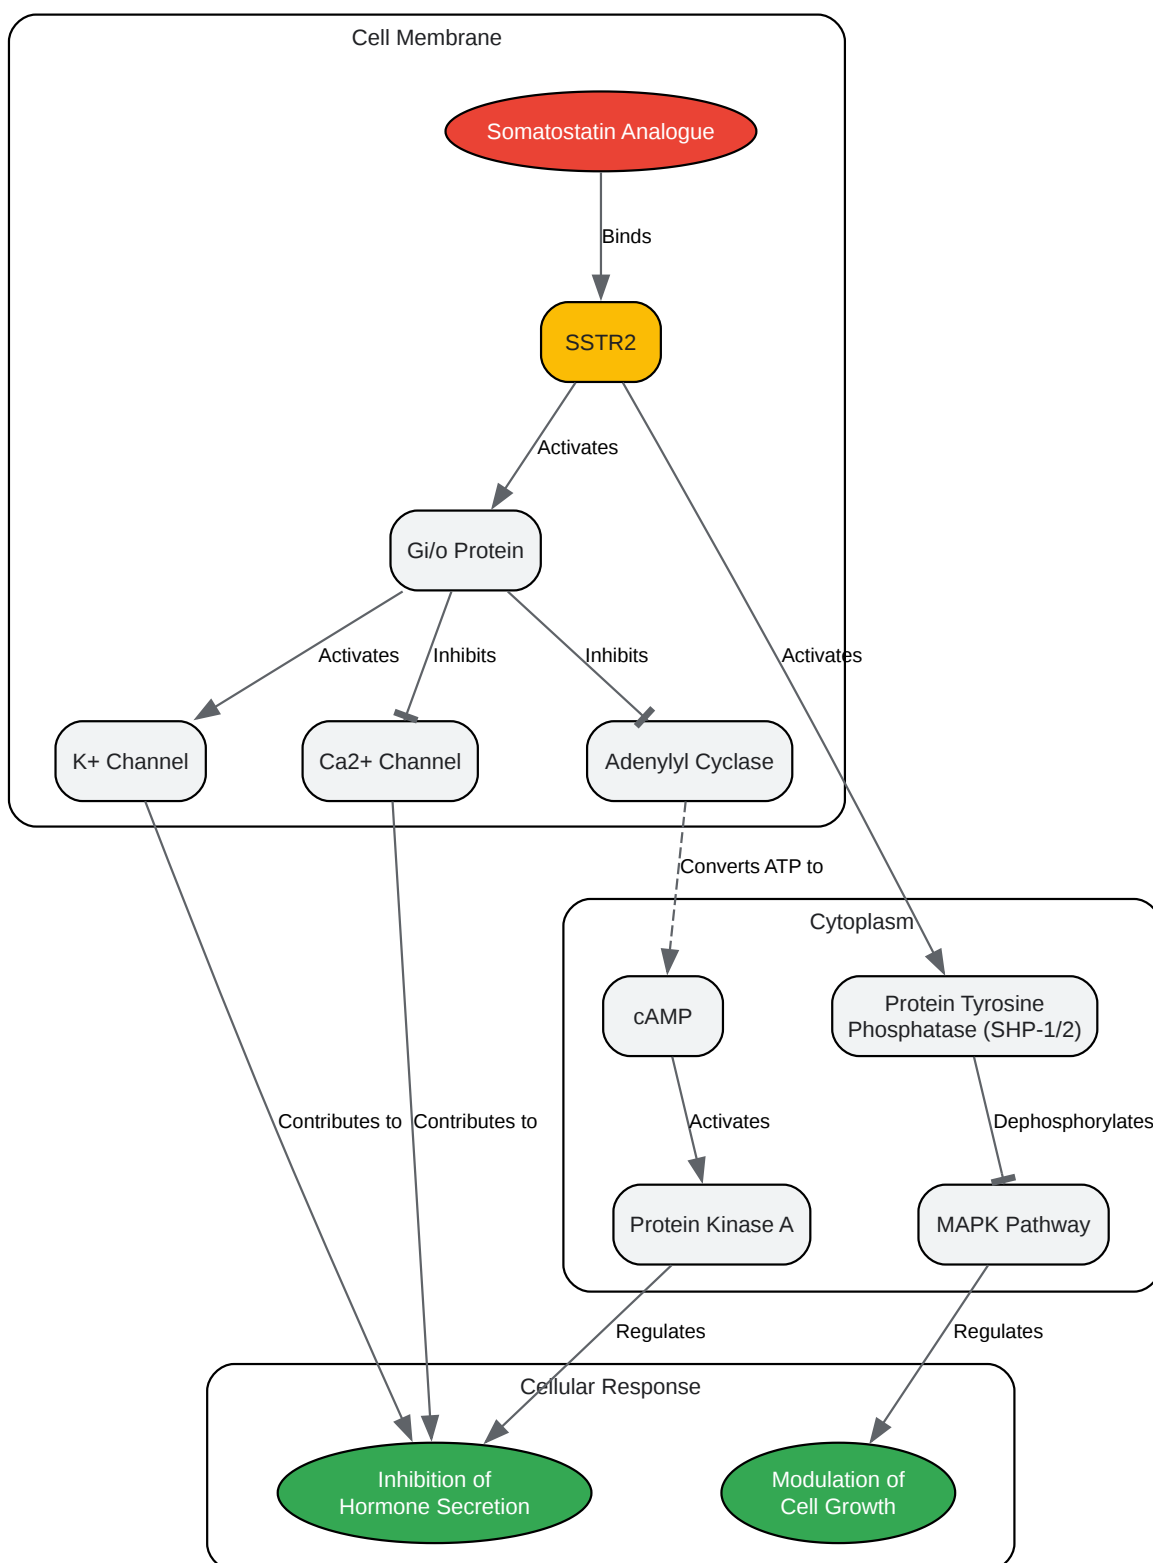 Cell Membrane
Somatostatin Analogue
Binds
SSTR2
Activates
Gi/o Protein
Activates
Inhibits
Inhibits
Activates
K+ Channel
Ca2+ Channel
Adenylyl Cyclase
Converts ATP to
Cytoplasm
cAMP
Protein Tyrosine
Phosphatase (SHP-1/2)
Contributes to
Contributes to
Activates
Dephosphorylates
Protein Kinase A
MAPK Pathway
Regulates
Regulates
Cellular Response
Inhibition of
Hormone Secretion
Modulation of
Cell Growth